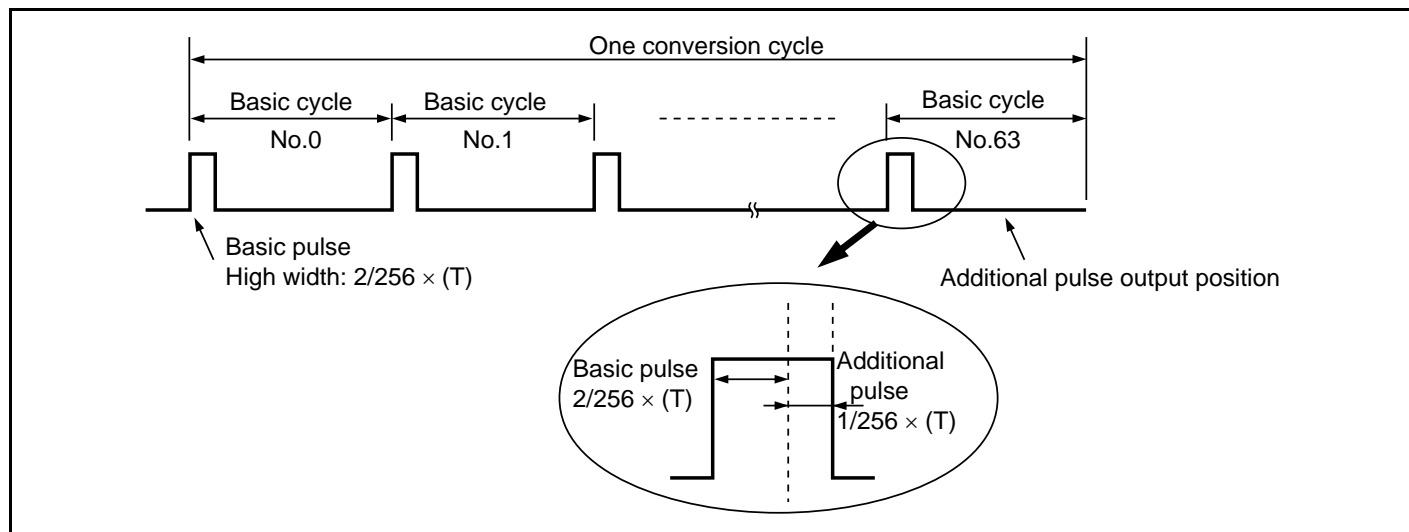 One conversion cycle
Basic cycle
No.0
Basic cycle
No.1
Basic cycle
No.63
Basic pulse
High width: 2/256 × (T)
Additional pulse output position
Basic pulse
2/256 × (T)
Additional
pulse
1/256 × (T)